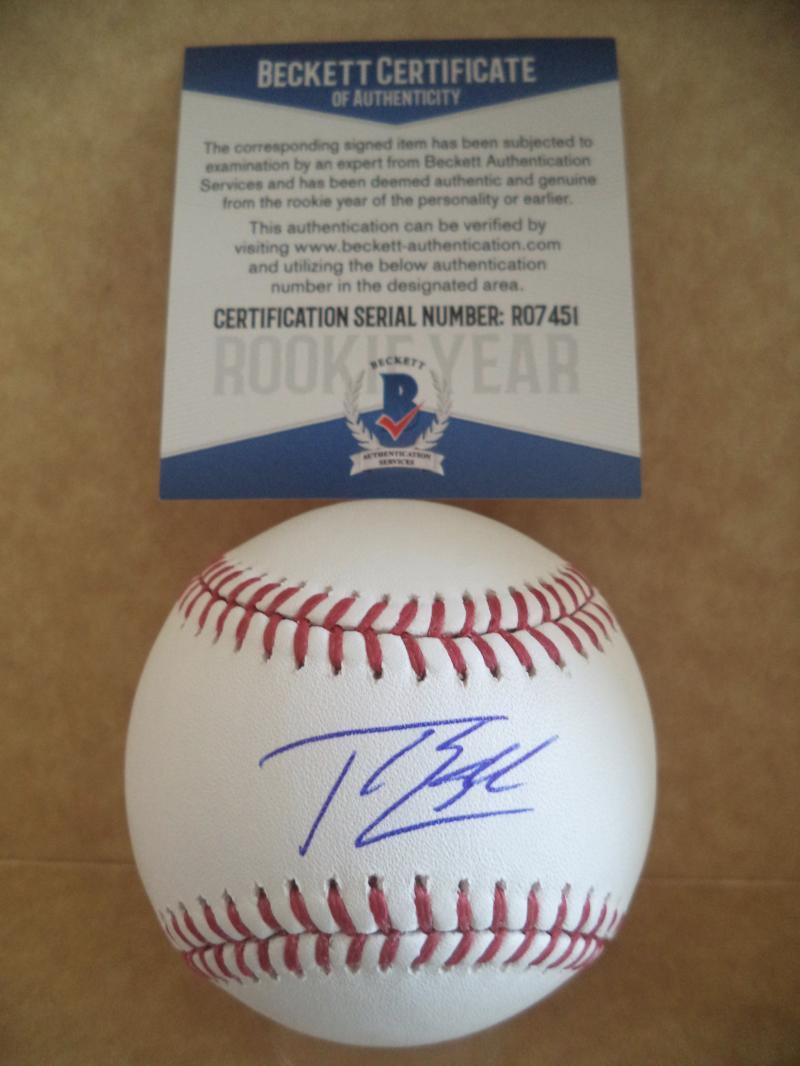 BECKETT CERTIFICATE
OF AUTHENTICITY
The corresponding signed item has been subjected to
examination by an expert from Beckett Authentication
Services and has been deemed authentic and genuine
from the rookie year of the personality or earlier.
This authentication can be verified by
visiting www.beckett-authentication.com
and utilizing the below authentication
number in the designated area.
CERTIFICATION SERIAL NUMBER: R07451
ROOKIE YEAR
BECKETT
B
AUTHENTICATION
SERVICES